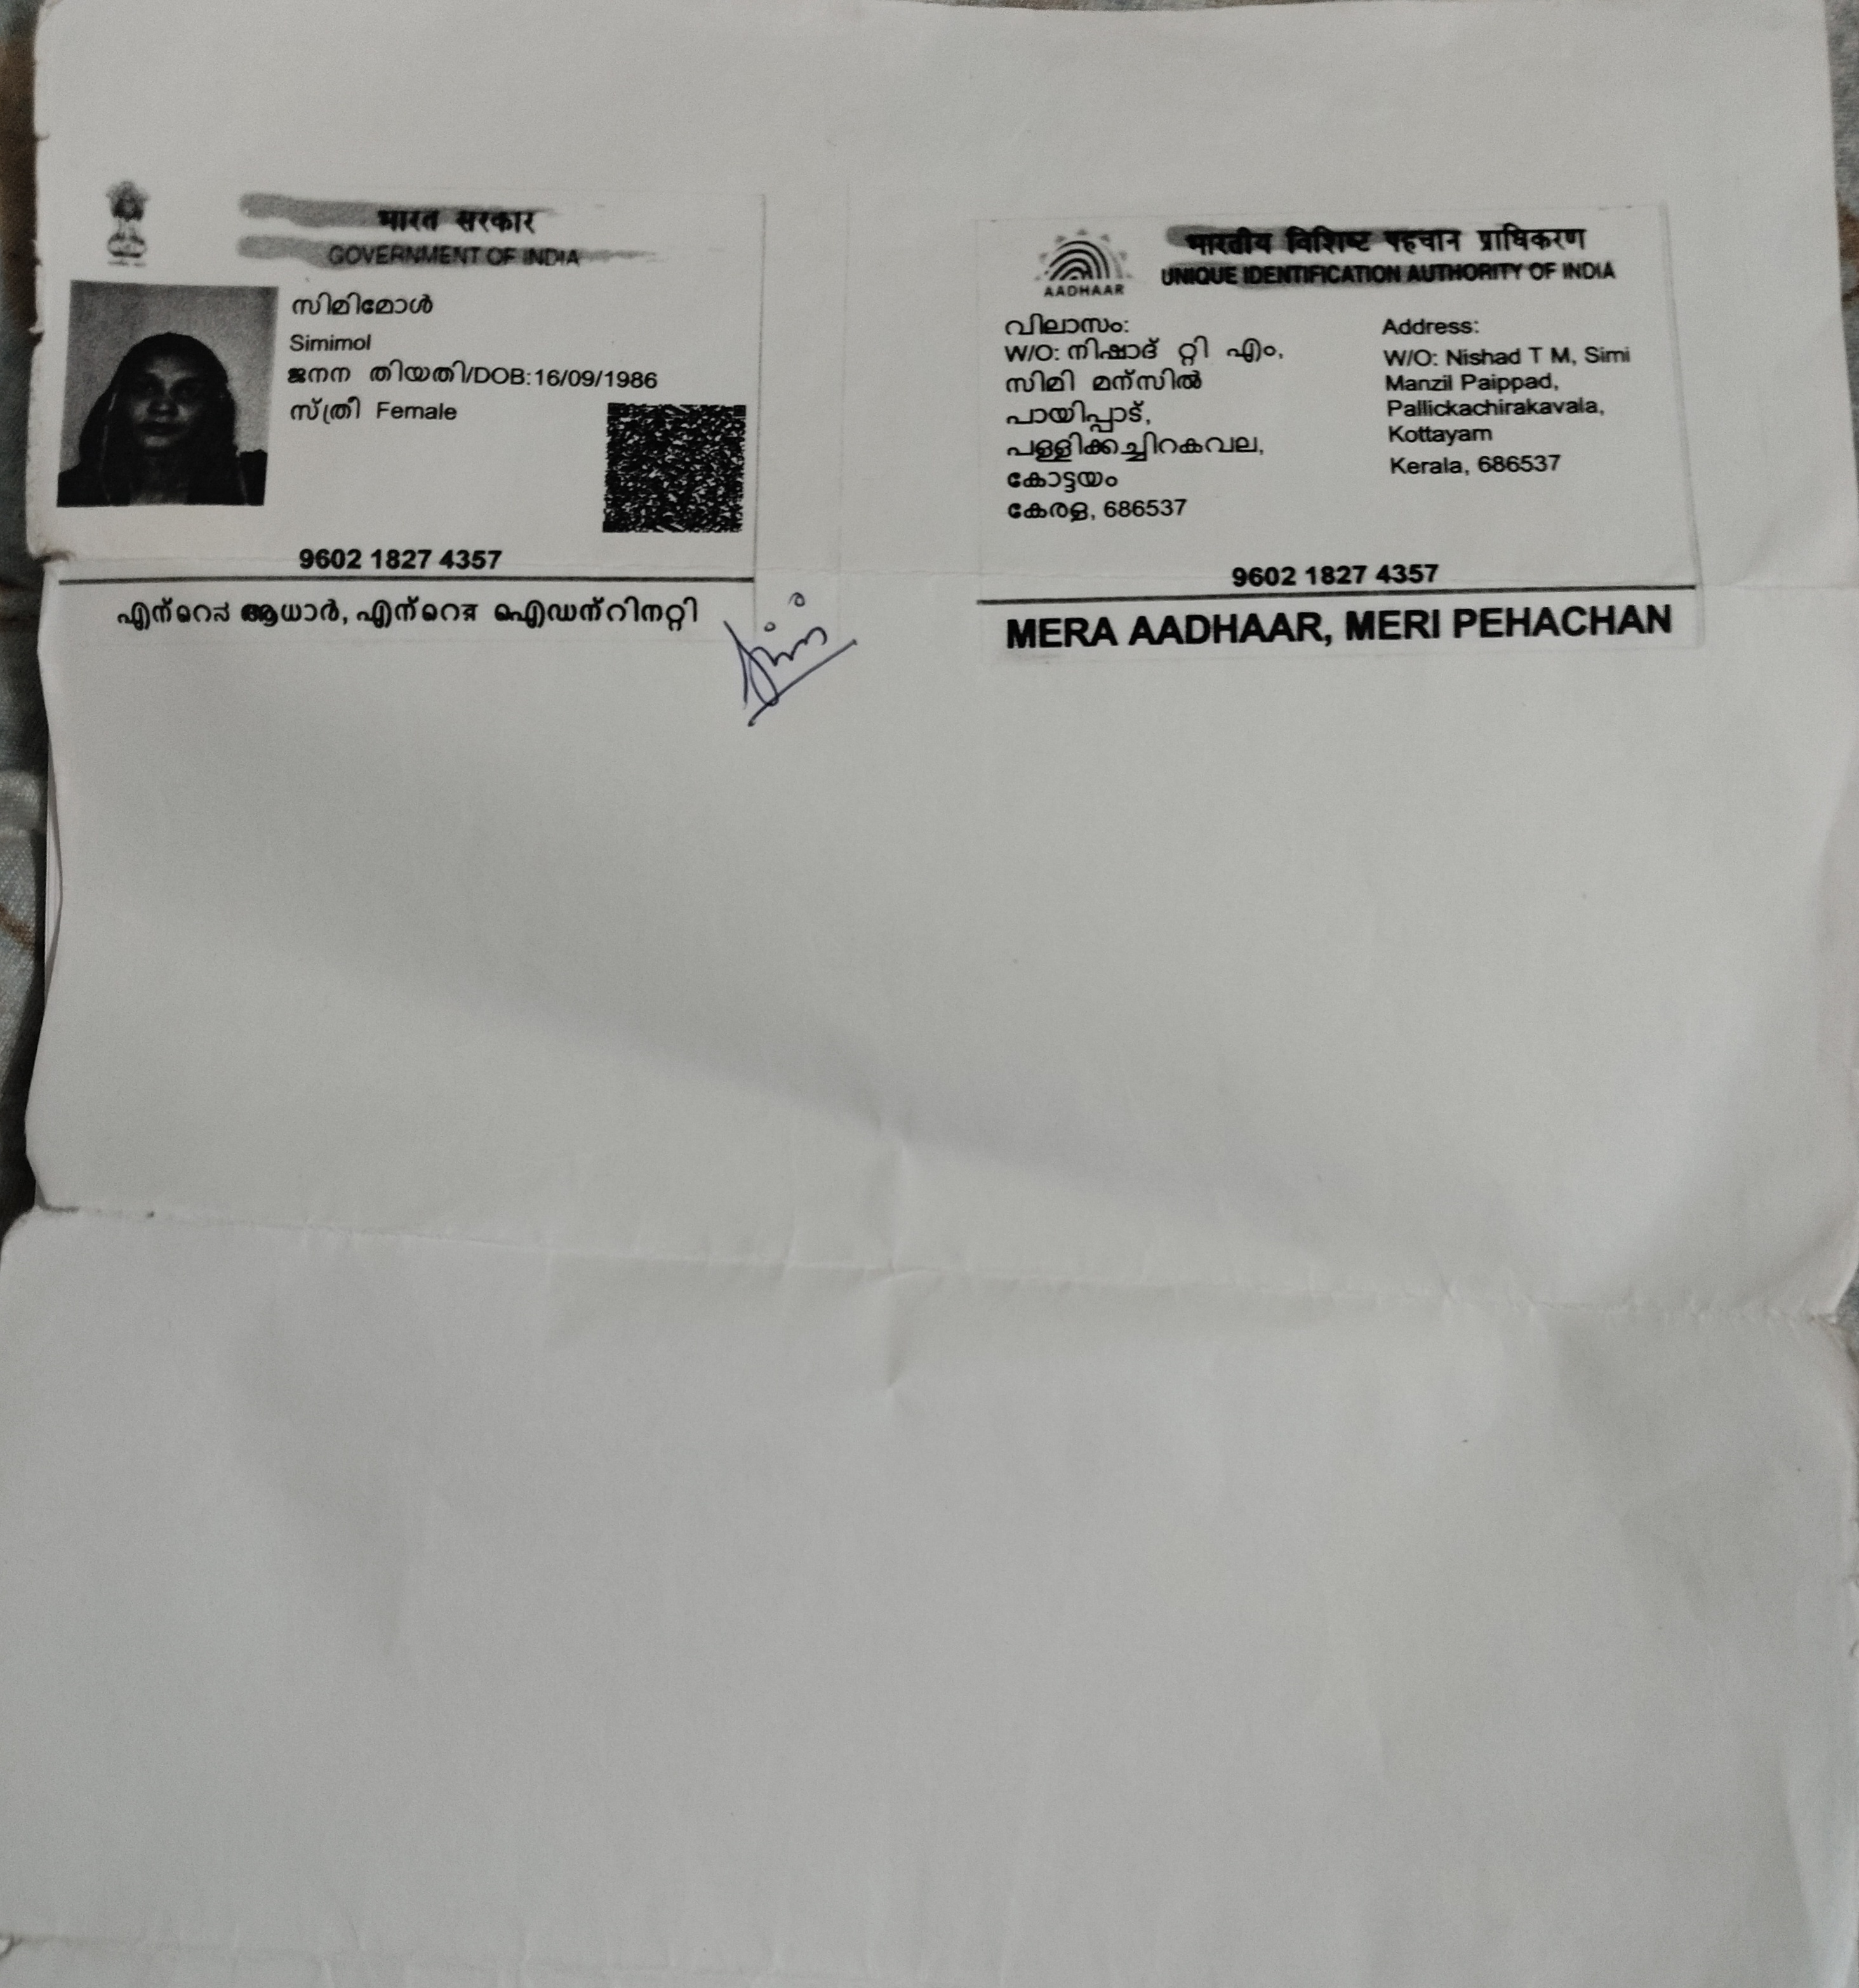 भारत सरकार
GOVERNMENT OF INDIA
സിമിമോൾ
Simimol
ജനന തിയതി/DOB:16/09/1986
സ്ത്രീ Female
9602 1827 4357
എന്റെ ആധാർ, എന്റെ ഐഡന്റിറ്റി
भारतीय विशिष्ट पहचान प्राधिकरण
UNIQUE IDENTIFICATION AUTHORITY OF INDIA
AADHAAR
വിലാസം:
W/O: നിഷാദ് റ്റി എം,
സിമി മന്സിൽ
പായിപ്പാട്,
പള്ളിക്കച്ചിറകവല,
കോട്ടയം
കേരള, 686537
Address:
W/O: Nishad T M, Simi
Manzil Paippad,
Pallickachirakavala,
Kottayam
Kerala, 686537
9602 1827 4357
MERA AADHAAR, MERI PEHACHAN